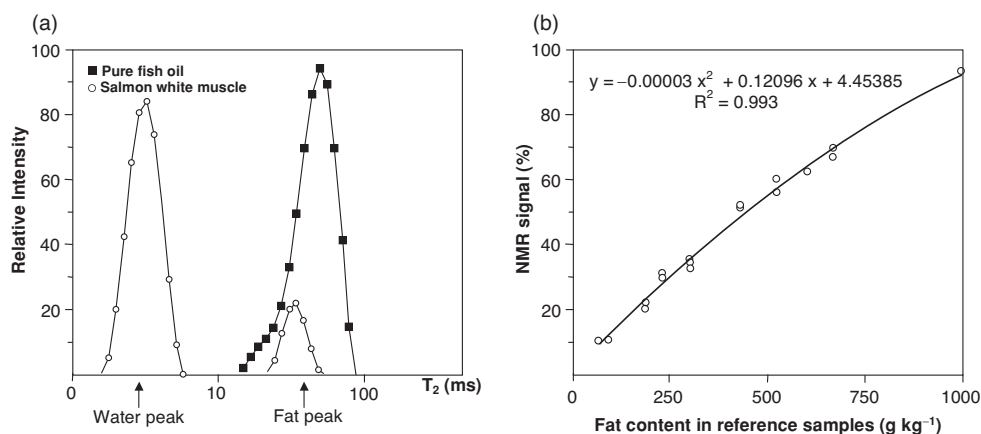 (a)
100
80
60
40
20
Relative Intensity
Pure fish oil
Salmon white muscle
0
10
100
T₂ (ms)
Water peak
Fat peak
(b)
100
80
60
40
20
0
NMR signal (%)
y = −0.00003 x² + 0.12096 x + 4.45385
R² = 0.993
0
250
500
750
1000
Fat content in reference samples (g kg⁻¹)